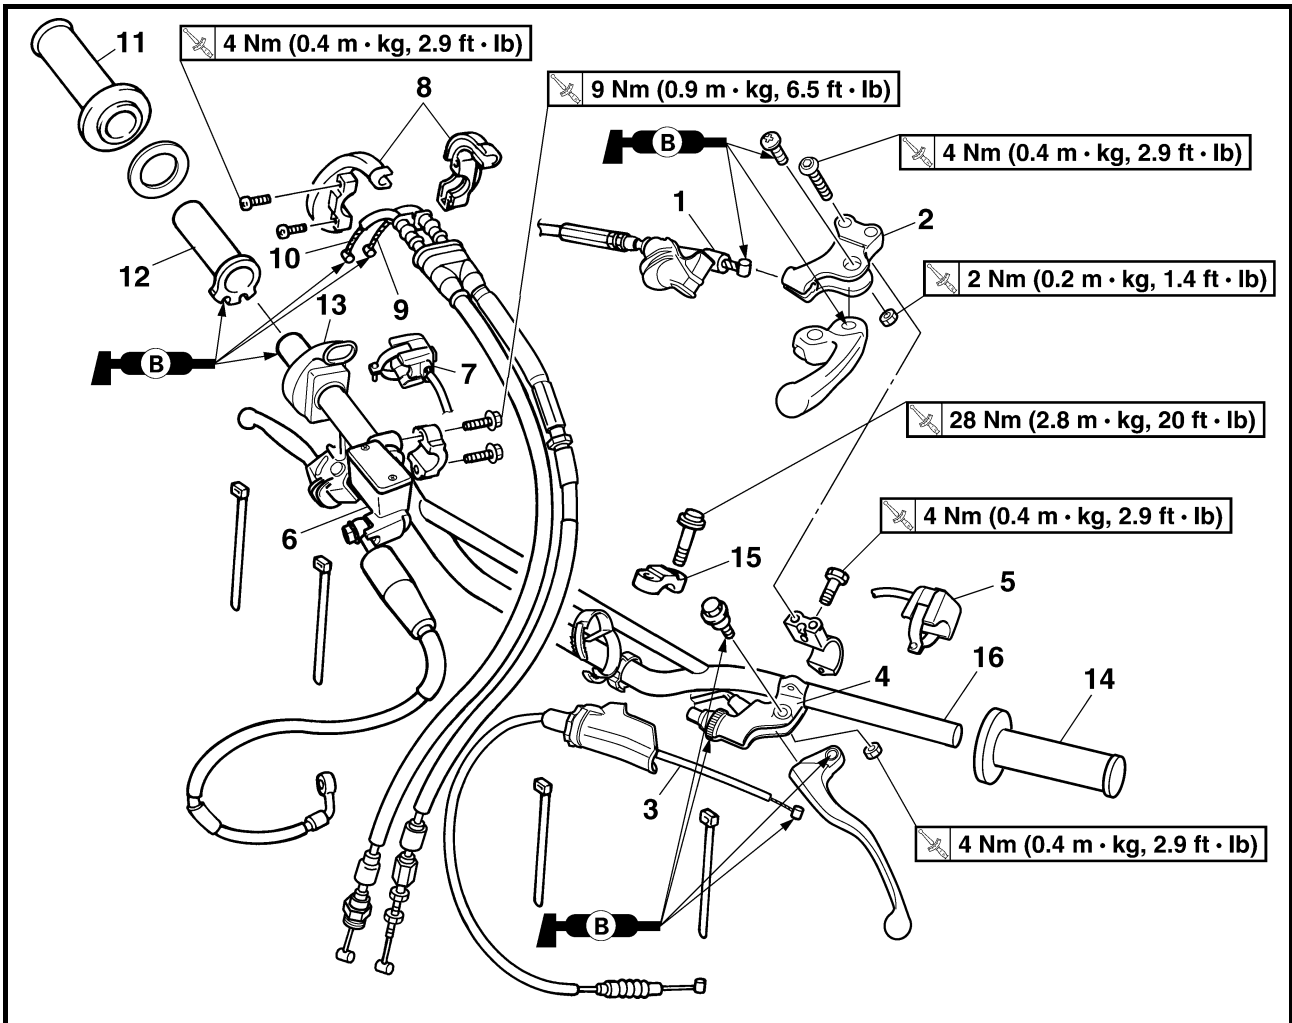 11
4 Nm (0.4 m · kg, 2.9 ft · lb)
8
9 Nm (0.9 m · kg, 6.5 ft · lb)
B
4 Nm (0.4 m · kg, 2.9 ft · lb)
1
2
10
12
9
13
2 Nm (0.2 m · kg, 1.4 ft · lb)
B
7
28 Nm (2.8 m · kg, 20 ft · lb)
6
4 Nm (0.4 m · kg, 2.9 ft · lb)
15
5
16
4
14
3
4 Nm (0.4 m · kg, 2.9 ft · lb)
B